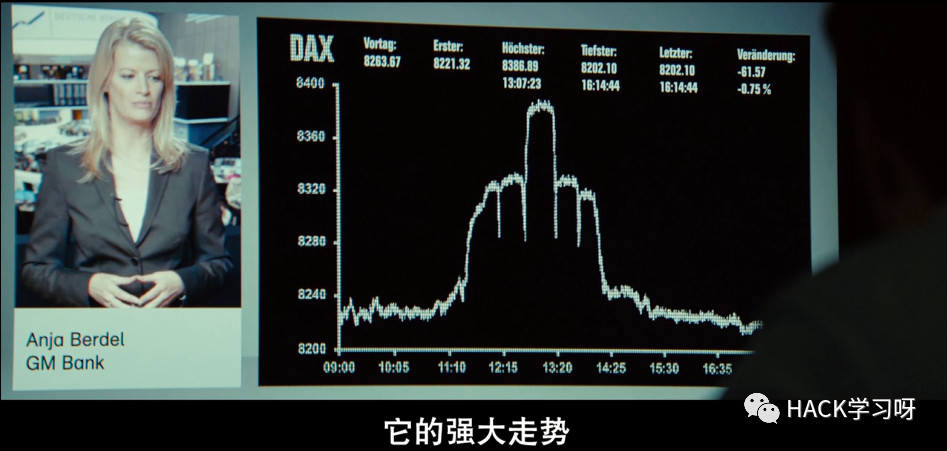 DAX
Vortag:
8263.67
Erster:
8221.32
Höchster:
8386.89
13:07:23
Tiefster:
8202.10
16:14:44
Letzter:
8202.10
16:14:44
Veränderung:
-61.57
-0.75 %
8400
8360
8320
8280
8240
8200
09:00 10:05 11:10 12:15 13:20 14:25 15:30 16:35
Anja Berdel
GM Bank
HACK学习呀
它的强大走势